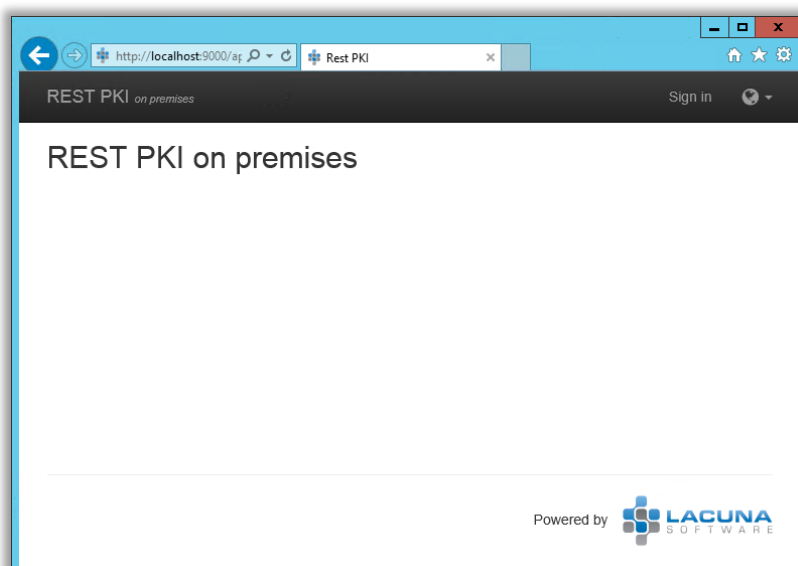 http://localhost:9000/ap
Rest PKI
REST PKI on premises
Sign in
REST PKI on premises
Powered by
LACUNA
SOFTWARE